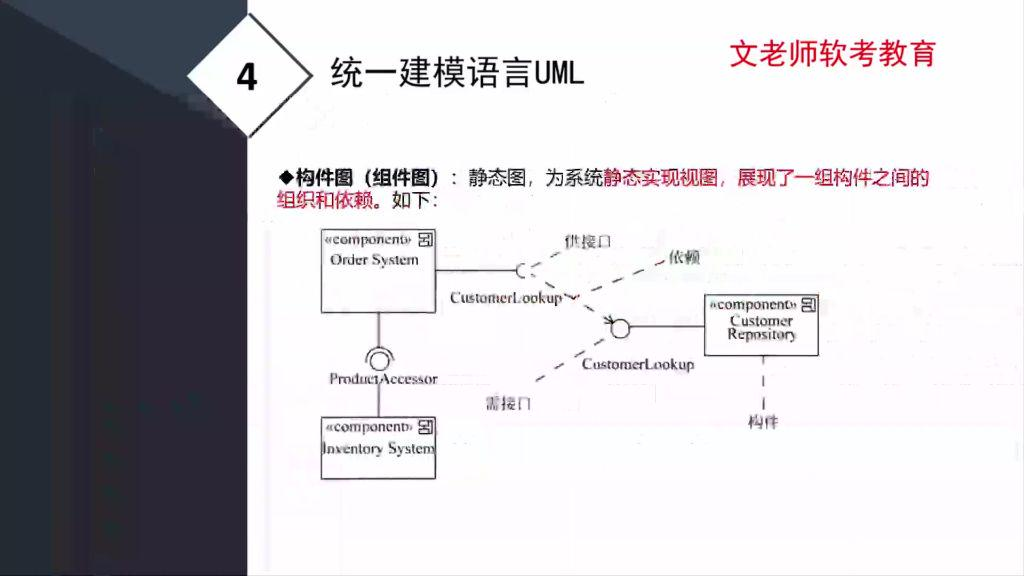 4
统一建模语言UML
文老师软考教育
◆构件图（组件图）：静态图，为系统静态实现视图，展现了一组构件之间的
组织和依赖。如下：
«component»
Order System
供接口
依赖
CustomerLookup
«component»
Customer
Repository
CustomerLookup
ProductAccessor
需接口
构件
«component»
Inventory System